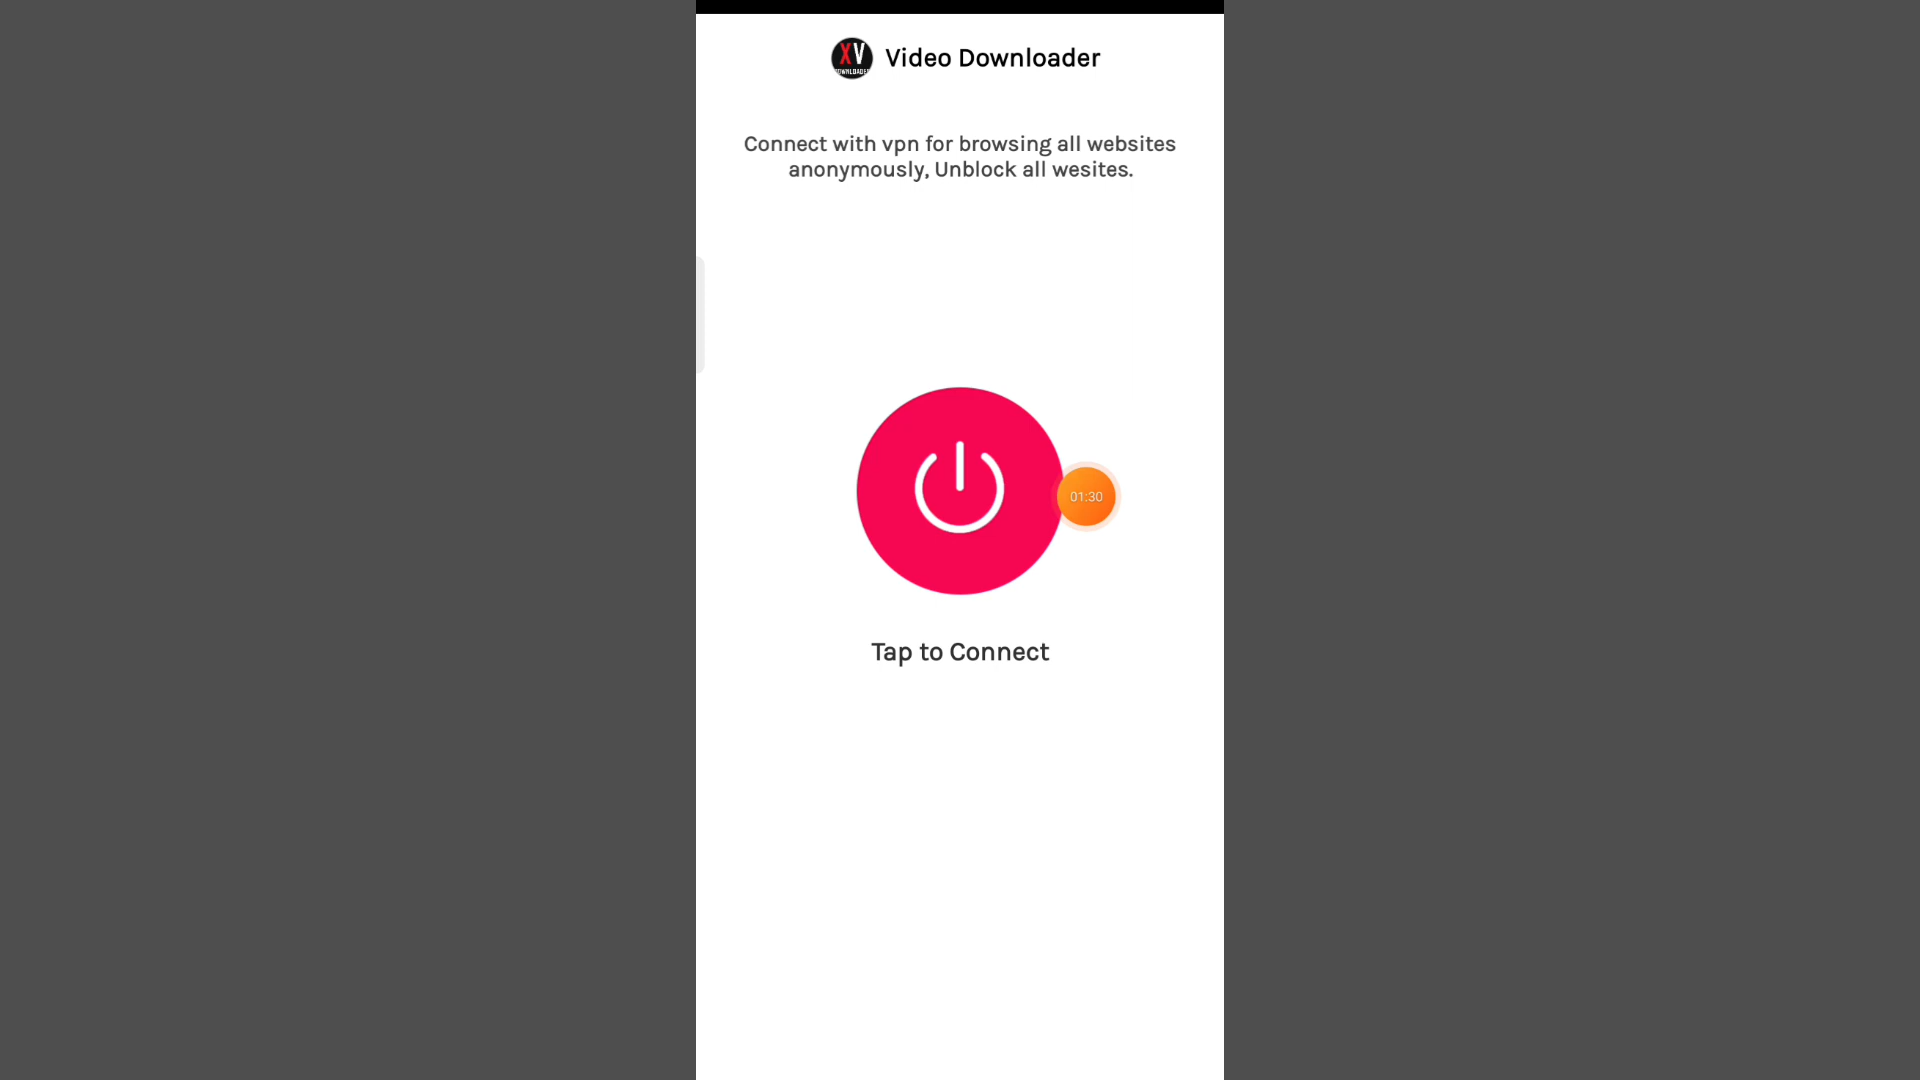 XV
DOWNLOADER
Video Downloader
Connect with vpn for browsing all websites
anonymously, Unblock all wesites.
01:30
Tap to Connect